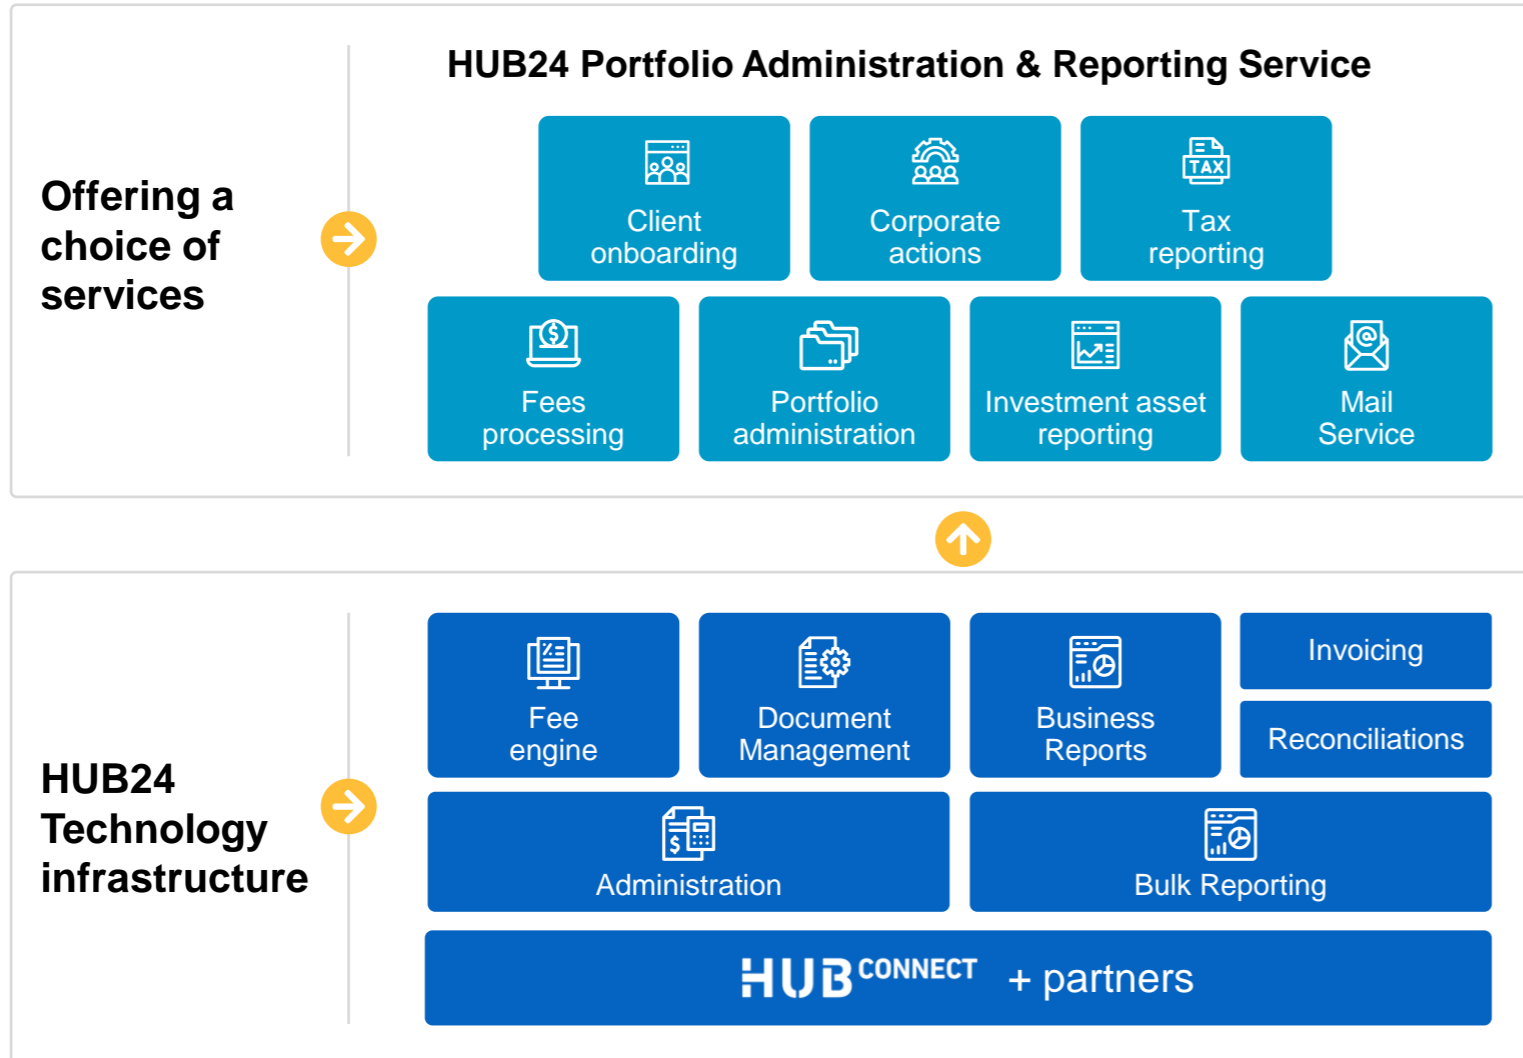 HUB24 Portfolio Administration & Reporting Service
Offering a
choice of
services
Client
onboarding
Corporate
actions
TAX
Tax
reporting
$
Fees
processing
Portfolio
administration
Investment asset
reporting
@
Mail
Service
HUB24
Technology
infrastructure
Fee
engine
Document
Management
Business
Reports
Invoicing
Reconciliations
$
Administration
Bulk Reporting
HUB CONNECT + partners